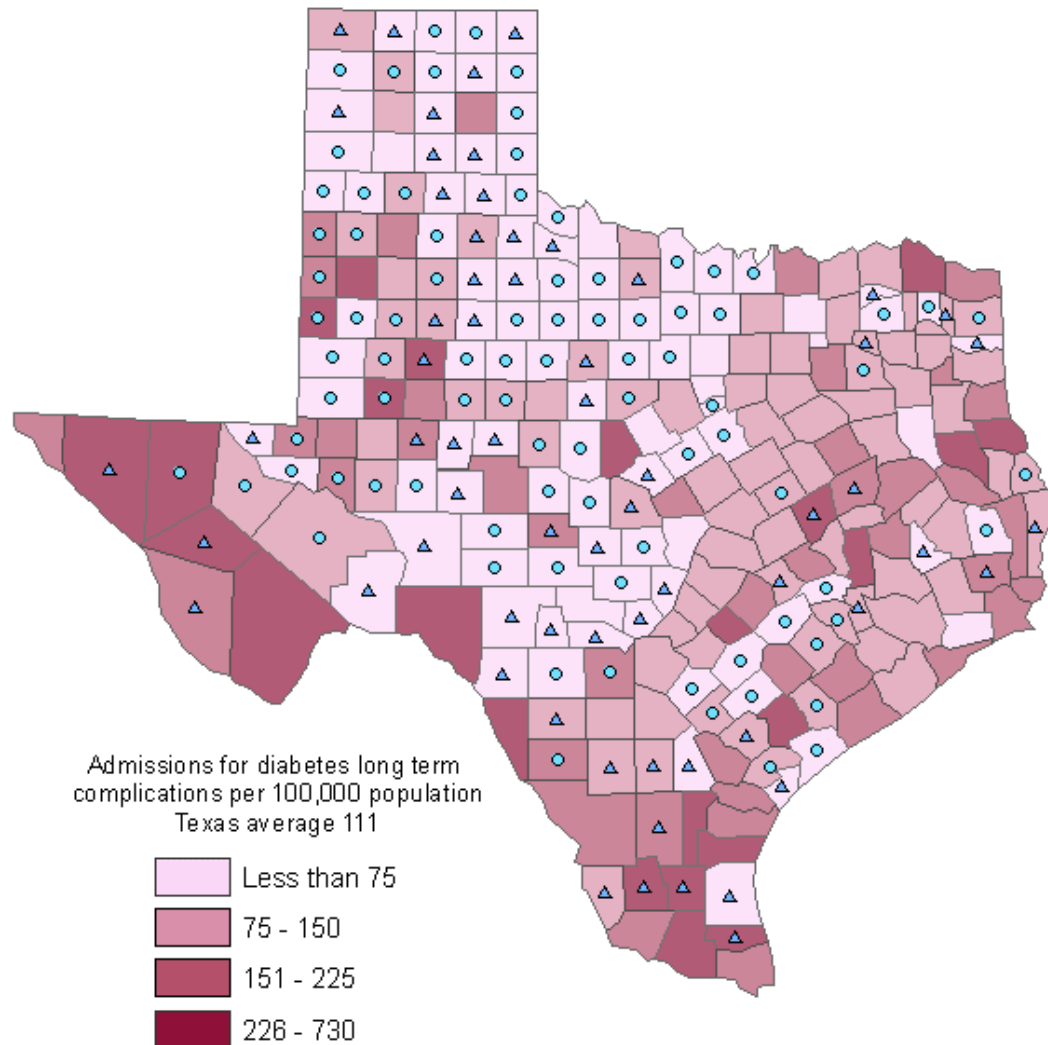 Admissions for diabetes long term
complications per 100,000 population
Texas average 111
Less than 75
75 - 150
151 - 225
226 - 730